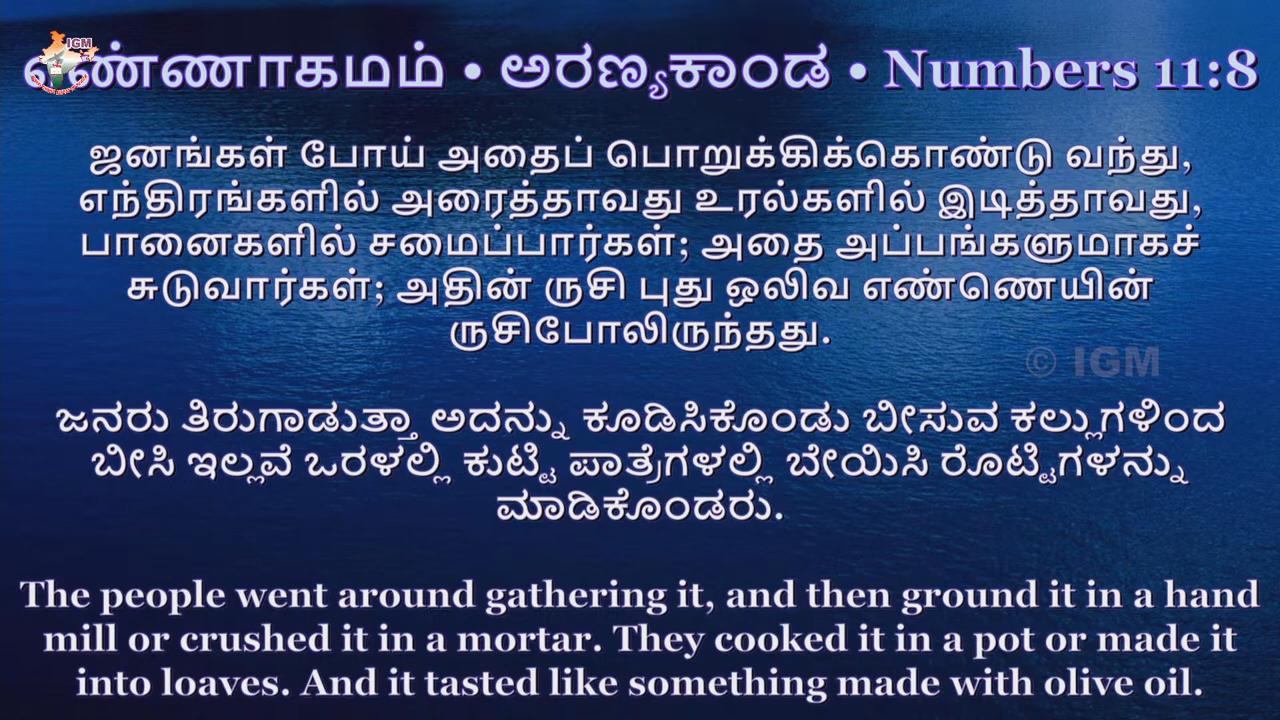 எண்ணாகமம் • ಅರಣ್ಯಕಾಂಡ • Numbers 11:8
IGM
ஜனங்கள் போய் அதைப் பொறுக்கிக்கொண்டு வந்து,
எந்திரங்களில் அரைத்தாவது உரல்களில் இடித்தாவது,
பானைகளில் சமைப்பார்கள்; அதை அப்பங்களுமாகச்
சுடுவார்கள்; அதின் ருசி புது ஒலிவ எண்ணெயின்
ருசிபோலிருந்தது.
© IGM
ಜನರು ತಿರುಗಾಡುತ್ತಾ ಅದನ್ನು ಕೂಡಿಸಿಕೊಂಡು ಬೀಸುವ ಕಲ್ಲುಗಳಿಂದ
ಬೀಸಿ ಇಲ್ಲವೆ ಒರಳಲ್ಲಿ ಕುಟ್ಟಿ ಪಾತ್ರೆಗಳಲ್ಲಿ ಬೇಯಿಸಿ ರೊಟ್ಟಿಗಳನ್ನು
ಮಾಡಿಕೊಂಡರು.
The people went around gathering it, and then ground it in a hand
mill or crushed it in a mortar. They cooked it in a pot or made it
into loaves. And it tasted like something made with olive oil.